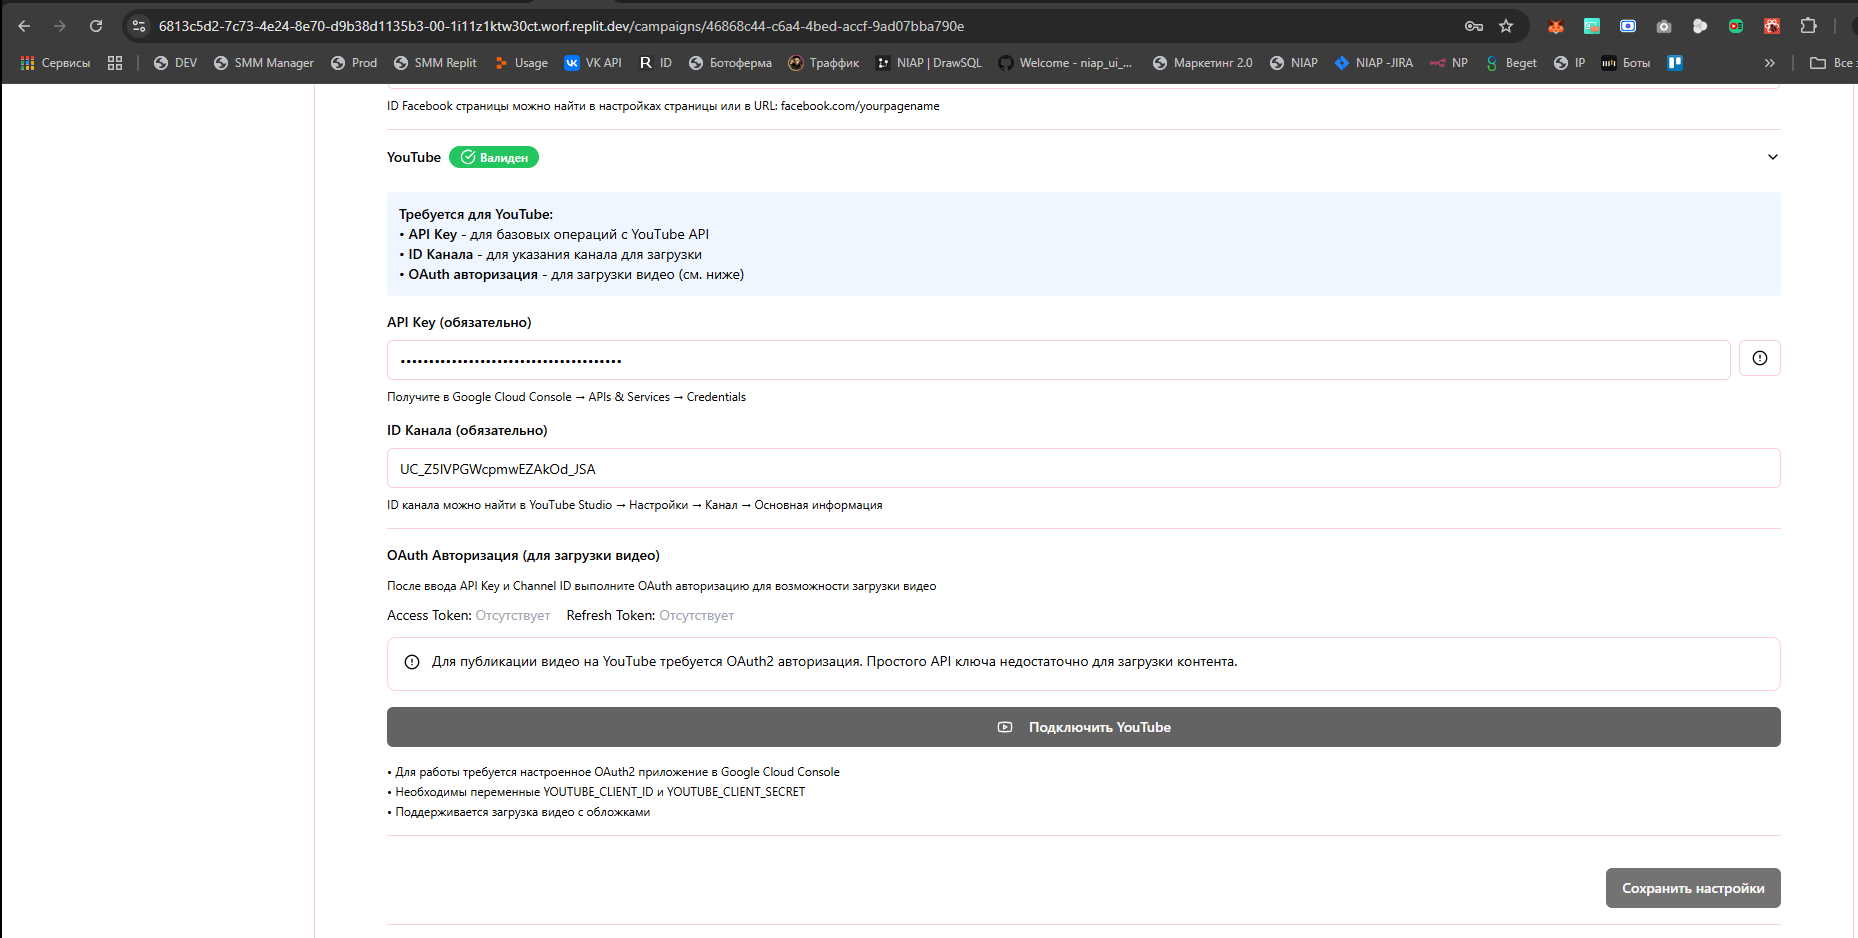 6813c5d2-7c73-4e24-8e70-d9b38d1135b3-00-1i11z1ktw30ct.worf.replit.dev/campaigns/46868c44-c6a4-4bed-accf-9ad07bba790e
Сервисы DEV SMM Manager Prod SMM Replit Usage VK API R ID Ботоферма Траффик NIAP | DrawSQL Welcome - niap_ui_... Маркетинг 2.0 NIAP NIAP -JIRA NP Beget IP Боты » Все
ID Facebook страницы можно найти в настройках страницы или в URL: facebook.com/yourpagename
YouTube Валиден
Требуется для YouTube:
• API Key - для базовых операций с YouTube API
• ID Канала - для указания канала для загрузки
• OAuth авторизация - для загрузки видео (см. ниже)
API Key (обязательно)
Получите в Google Cloud Console → APIs & Services → Credentials
ID Канала (обязательно)
UC_Z5IVPGWcpmwEZAkOd_JSA
ID канала можно найти в YouTube Studio → Настройки → Канал → Основная информация
OAuth Авторизация (для загрузки видео)
После ввода API Key и Channel ID выполните OAuth авторизацию для возможности загрузки видео
Access Token: Отсутствует Refresh Token: Отсутствует
Для публикации видео на YouTube требуется OAuth2 авторизация. Простого API ключа недостаточно для загрузки контента.
Подключить YouTube
• Для работы требуется настроенное OAuth2 приложение в Google Cloud Console
• Необходимы переменные YOUTUBE_CLIENT_ID и YOUTUBE_CLIENT_SECRET
• Поддерживается загрузка видео с обложками
Сохранить настройки